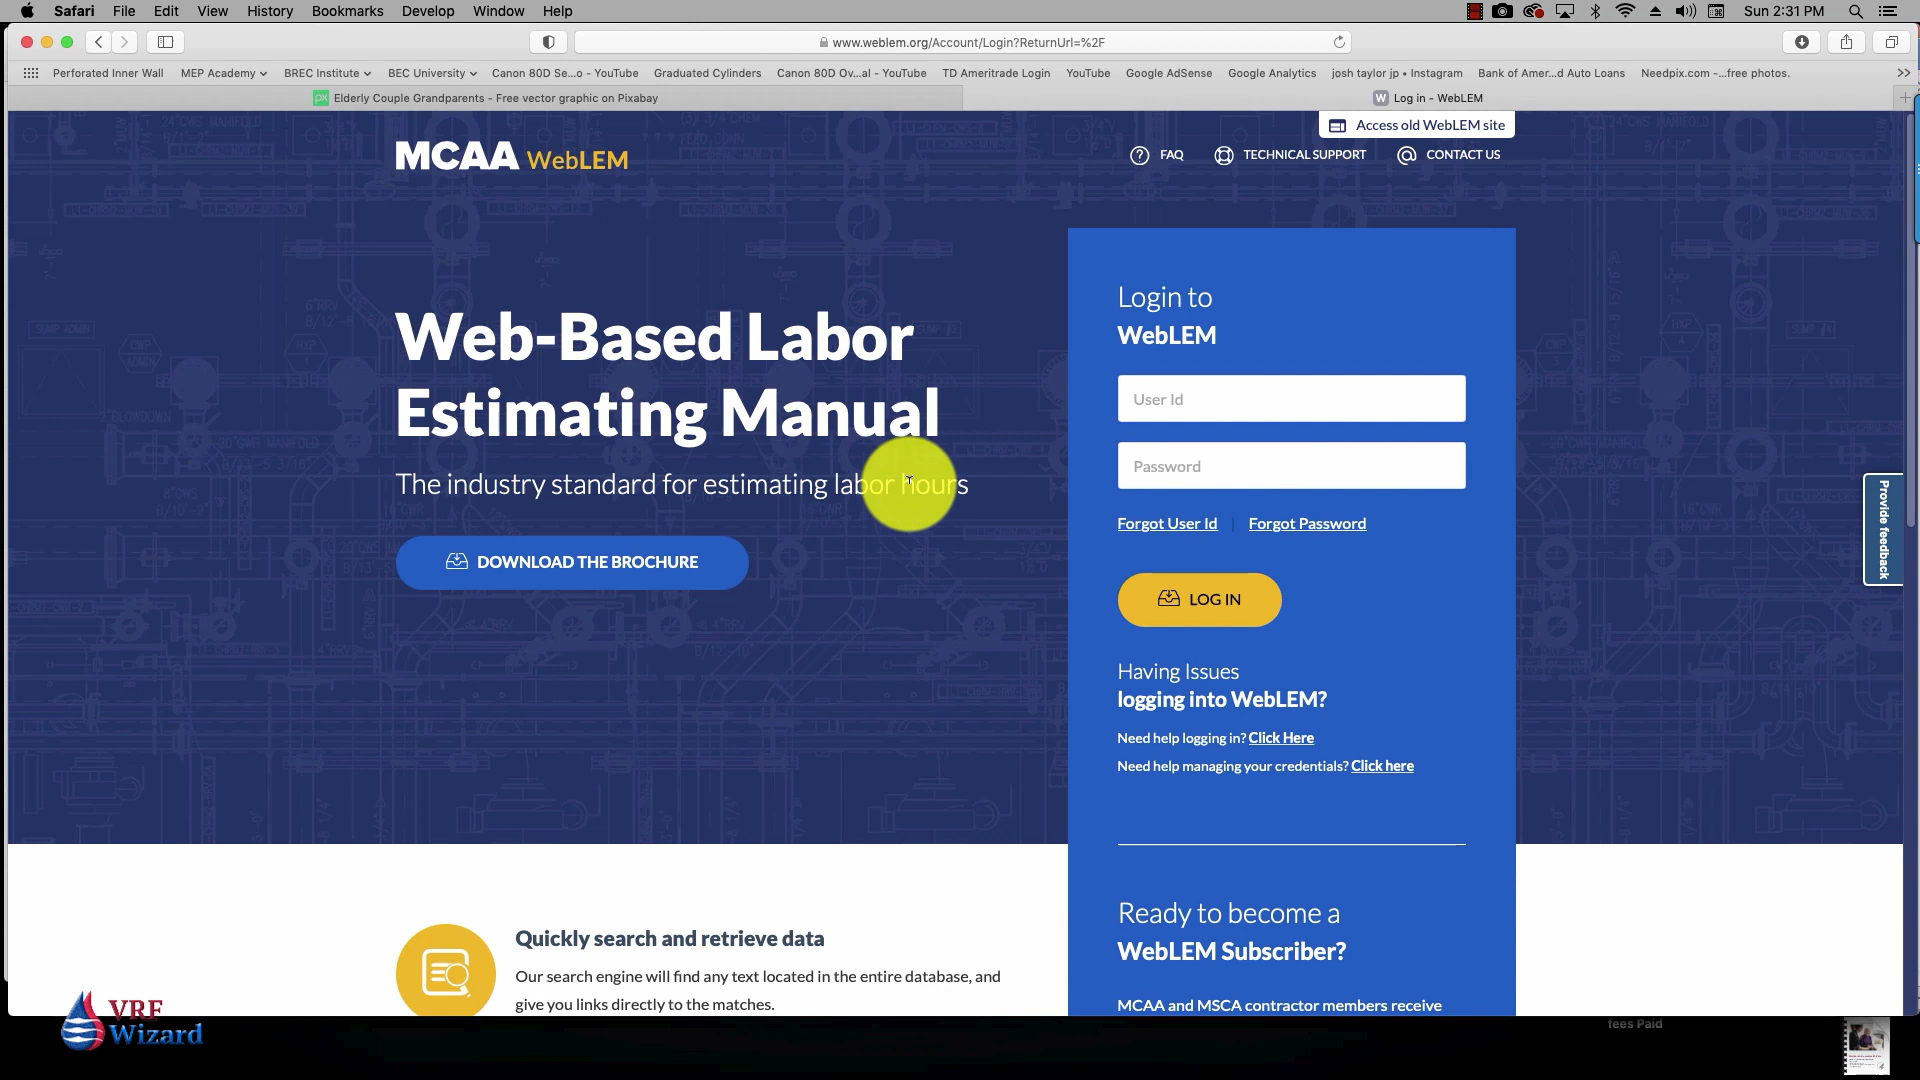 Safari File Edit View History Bookmarks Develop Window Help Sun 2:31 PM
www.weblem.org/Account/Login?ReturnUrl=%2F
Perforated Inner Wall MEP Academy BREC Institute BEC University Canon 80D Se...o - YouTube Graduated Cylinders Canon 80D Ov...al - YouTube TD Ameritrade Login YouTube Google AdSense Google Analytics josh taylor jp • Instagram Bank of Amer...d Auto Loans Needpix.com -...free photos.
px Elderly Couple Grandparents - Free vector graphic on Pixabay W Log in - WebLEM
Access old WebLEM site
MCAA WebLEM
FAQ TECHNICAL SUPPORT CONTACT US
Web-Based Labor
Estimating Manual
The industry standard for estimating labor hours
DOWNLOAD THE BROCHURE
Login to
WebLEM
User Id
Password
Forgot User Id | Forgot Password
LOG IN
Having Issues
logging into WebLEM?
Need help logging in? Click Here
Need help managing your credentials? Click here
Provide feedback
Ready to become a
WebLEM Subscriber?
MCAA and MSCA contractor members receive
Quickly search and retrieve data
Our search engine will find any text located in the entire database, and
give you links directly to the matches.
VRF
Wizard
fees Paid